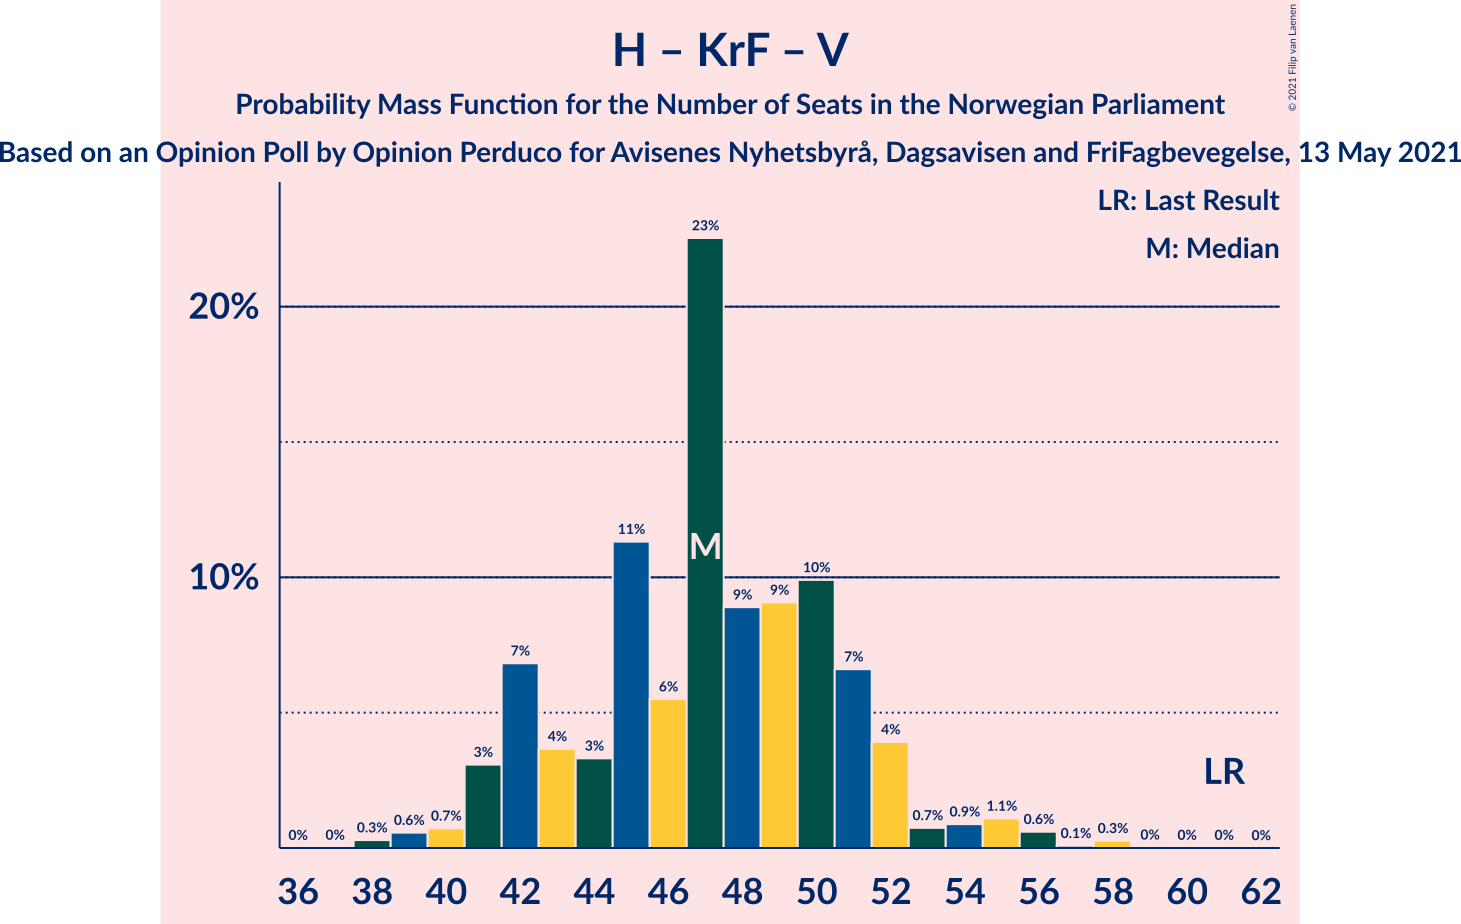 H – KrF – V
Probability Mass Function for the Number of Seats in the Norwegian Parliament
Based on an Opinion Poll by Opinion Perduco for Avisenes Nyhetsbyrå, Dagsavisen and FriFagbevegelse, 13 May 2021
© 2021 Filip van Laenen
LR: Last Result
M: Median
20%
10%
0% 0% 0.3% 0.6% 0.7% 3% 7% 4% 3% 11% 6% 23% 9% 9% 10% 7% 4% 0.7% 0.9% 1.1% 0.6% 0.1% 0.3% 0% 0% 0% 0%
M
LR
36 38 40 42 44 46 48 50 52 54 56 58 60 62